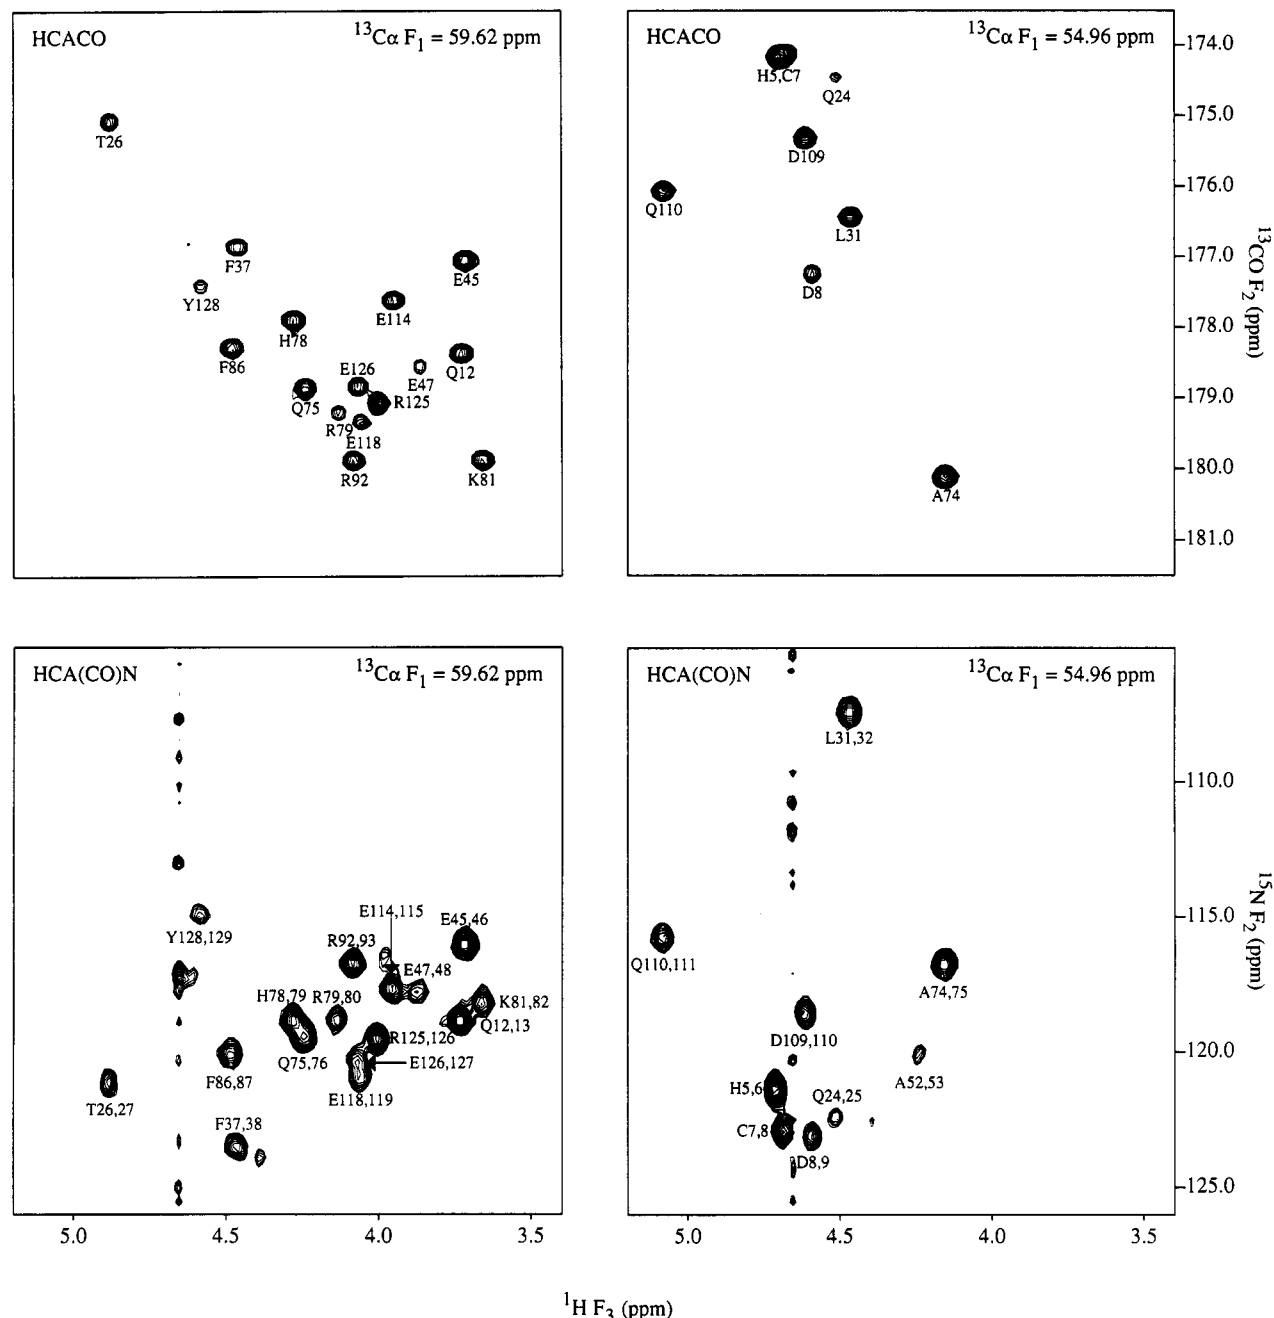 HCACO
¹³Cα F₁ = 59.62 ppm
T26
F37
Y128
E45
E114
H78
F86
Q12
E126
E47
Q75
R125
R79
E118
R92
K81
HCACO
¹³Cα F₁ = 54.96 ppm
H5,C7
Q24
D109
Q110
L31
D8
A74
174.0
175.0
176.0
177.0
178.0
179.0
180.0
181.0
¹³CO F₂ (ppm)
HCA(CO)N
¹³Cα F₁ = 59.62 ppm
E114,115
E45,46
Y128,129
R92,93
E47,48
H78,79
R79,80
K81,82
Q12,13
R125,126
Q75,76
E126,127
F86,87
E118,119
T26,27
F37,38
5.0
4.5
4.0
3.5
HCA(CO)N
¹³Cα F₁ = 54.96 ppm
L31,32
Q110,111
A74,75
D109,110
A52,53
H5,6
Q24,25
C7,8
D8,9
110.0
115.0
120.0
125.0
¹⁵N F₂ (ppm)
5.0
4.5
4.0
3.5
¹H F₃ (ppm)